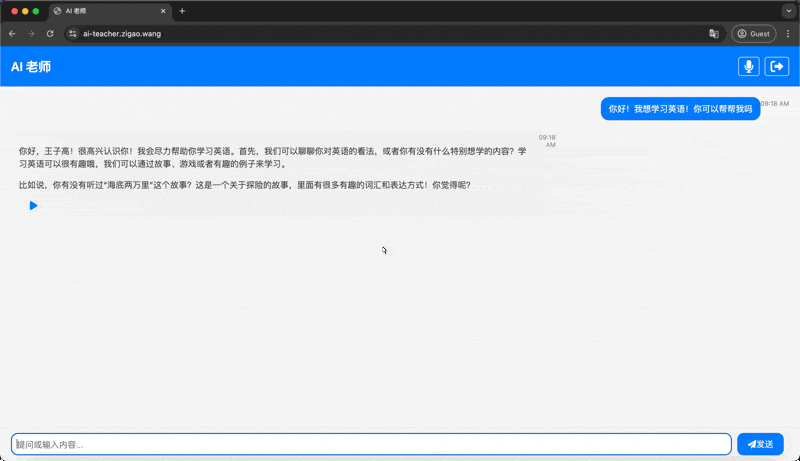 AI 老师
ai-teacher.zigao.wang
Guest
AI 老师
你好！我想学习英语！你可以帮帮我吗
09:18 AM
09:18
AM
你好，王子高！很高兴认识你！我会尽力帮助你学习英语。首先，我们可以聊聊你对英语的看法，或者你有没有什么特别想学的内容？学
习英语可以很有趣哦，我们可以通过故事、游戏或者有趣的例子来学习。
比如说，你有没有听过"海底两万里"这个故事？这是一个关于探险的故事，里面有很多有趣的词汇和表达方式！你觉得呢？
提问或输入内容...
发送